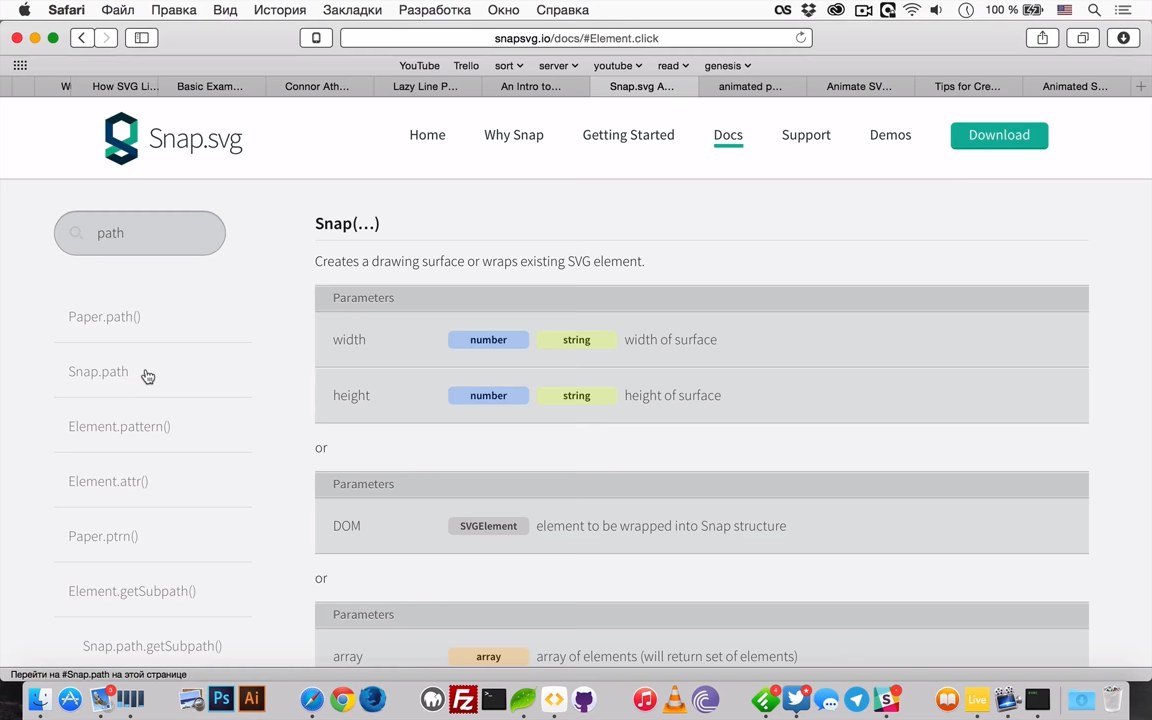 Safari Файл Правка Вид История Закладки Разработка Окно Справка 100 %
snapsvg.io/docs/#Element.click
YouTube Trello sort server youtube read genesis
W How SVG Li... Basic Exam... Connor Ath... Lazy Line P... An Intro to... Snap.svg A... animated p... Animate SV... Tips for Cre... Animated S...
Snap.svg Home Why Snap Getting Started Docs Support Demos Download
path
Paper.path()
Snap.path
Element.pattern()
Element.attr()
Paper.ptrn()
Element.getSubpath()
Snap.path.getSubpath()
Snap(...)
Creates a drawing surface or wraps existing SVG element.
Parameters
width number string width of surface
height number string height of surface
or
Parameters
DOM SVGElement element to be wrapped into Snap structure
or
Parameters
array array array of elements (will return set of elements)
Перейти на #Snap.path на этой странице
Ps Ai Fz Live